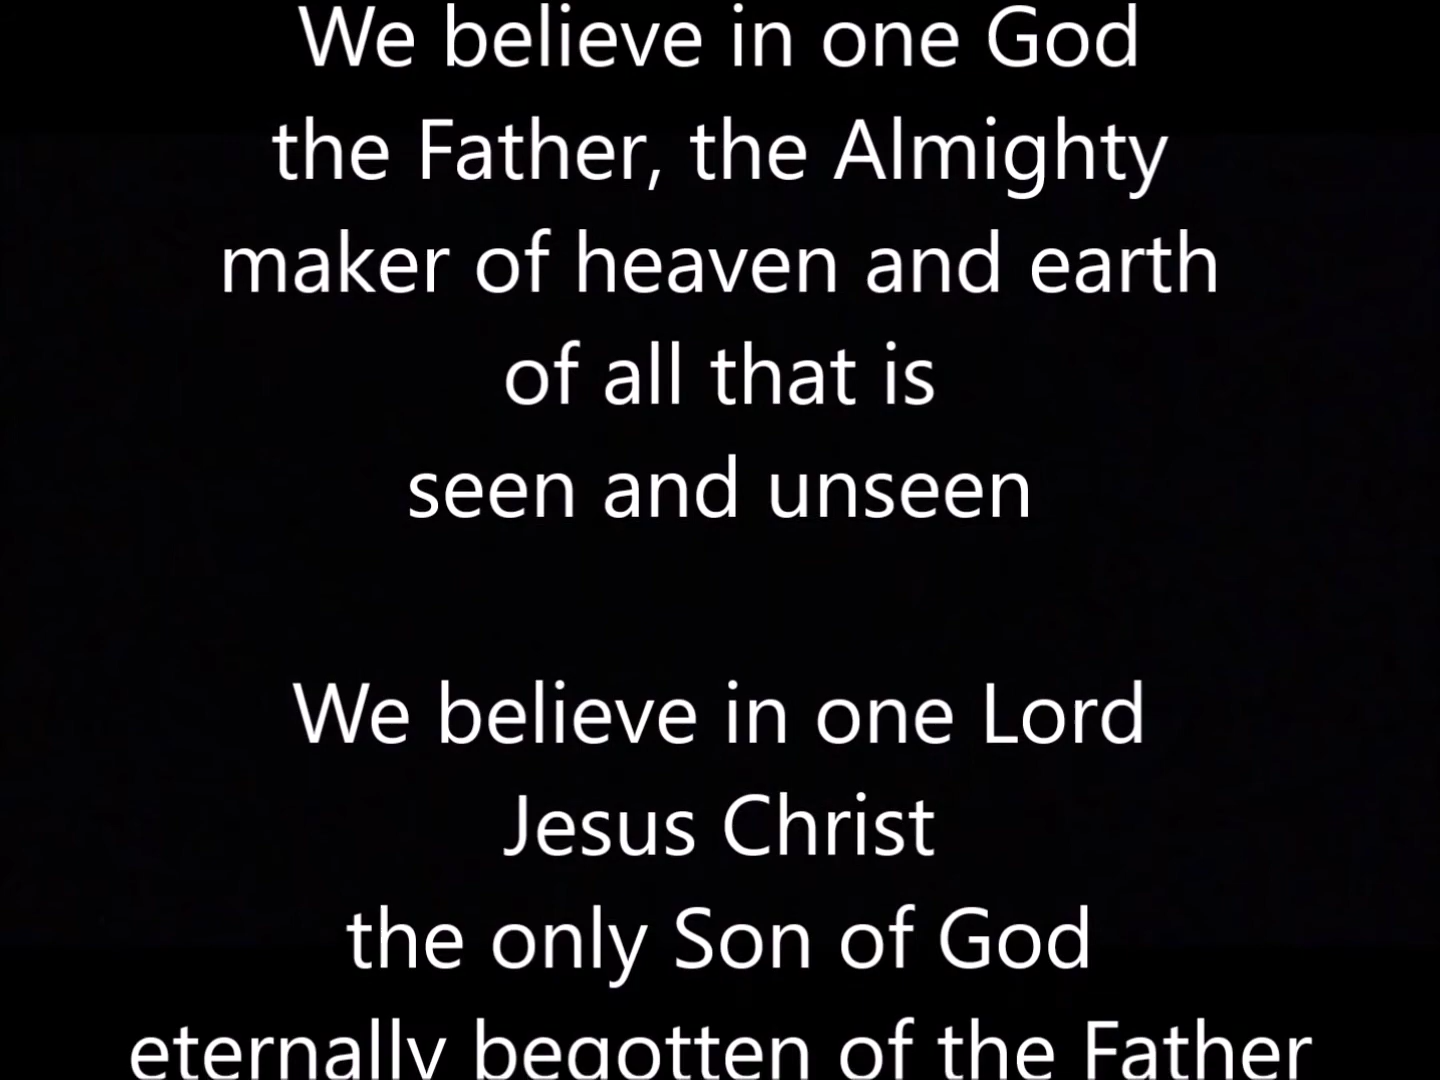 We believe in one God
the Father, the Almighty
maker of heaven and earth
of all that is
seen and unseen
We believe in one Lord
Jesus Christ
the only Son of God
eternally begotten of the Father